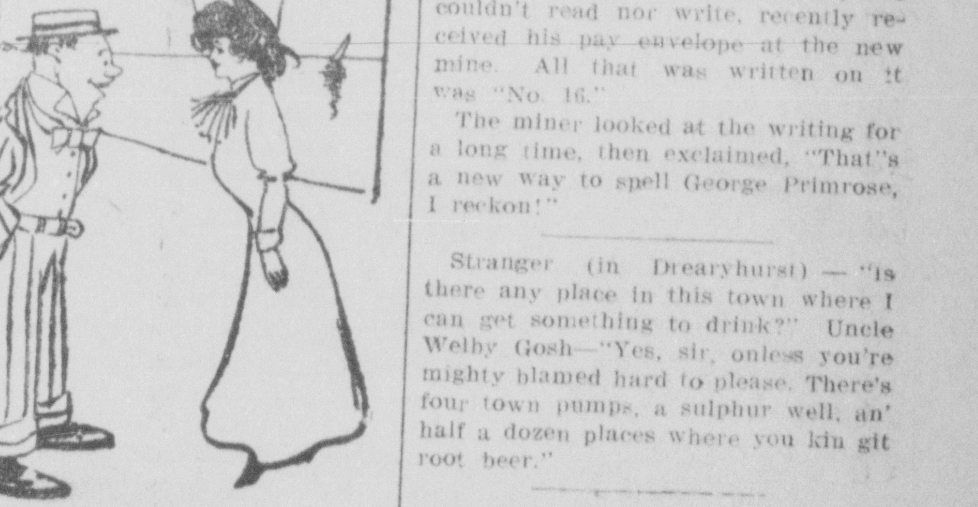 couldn't read nor write, recently re-
ceived his pay envelope at the new
mine. All that was written on it
was "No. 16."
The miner looked at the writing for
a long time, then exclaimed, "That"s
a new way to spell George Primrose,
I reckon!"
Stranger (in Drearyhurst) — "is
there any place in this town where I
can get something to drink?" Uncle
Welby Gosh—"Yes, sir, onless you're
mighty blamed hard to please. There's
four town pumps, a sulphur well, an'
half a dozen places where you kin git
root beer."